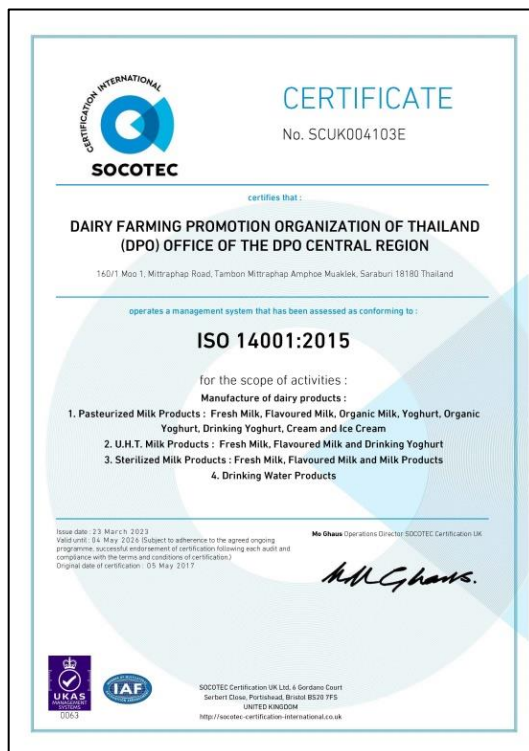 CERTIFICATION INTERNATIONAL
SOCOTEC
CERTIFICATE
No. SCUK004103E
certifies that :
DAIRY FARMING PROMOTION ORGANIZATION OF THAILAND
(DPO) OFFICE OF THE DPO CENTRAL REGION
160/1 Moo 1, Mittraphap Road, Tambon Mittraphap Amphoe Muaklek, Saraburi 18180 Thailand
operates a management system that has been assessed as conforming to :
ISO 14001:2015
for the scope of activities :
Manufacture of dairy products :
1. Pasteurized Milk Products : Fresh Milk, Flavoured Milk, Organic Milk, Yoghurt, Organic
Yoghurt, Drinking Yoghurt, Cream and Ice Cream
2. U.H.T. Milk Products : Fresh Milk, Flavoured Milk and Drinking Yoghurt
3. Sterilized Milk Products : Fresh Milk, Flavoured Milk and Milk Products
4. Drinking Water Products
Issue date : 23 March 2023
Valid until : 04 May 2026 (Subject to adherence to the agreed ongoing
programme, successful endorsement of certification following each audit and
compliance with the terms and conditions of certification.)
Original date of certification : 05 May 2017
Mo Ghaus Operations Director SOCOTEC Certification UK
UKAS
MANAGEMENT
SYSTEMS
0063
IAF
SOCOTEC Certification UK Ltd, 6 Gordano Court
Serbert Close, Portishead, Bristol BS20 7FS
UNITED KINGDOM
http://socotec-certification-international.co.uk